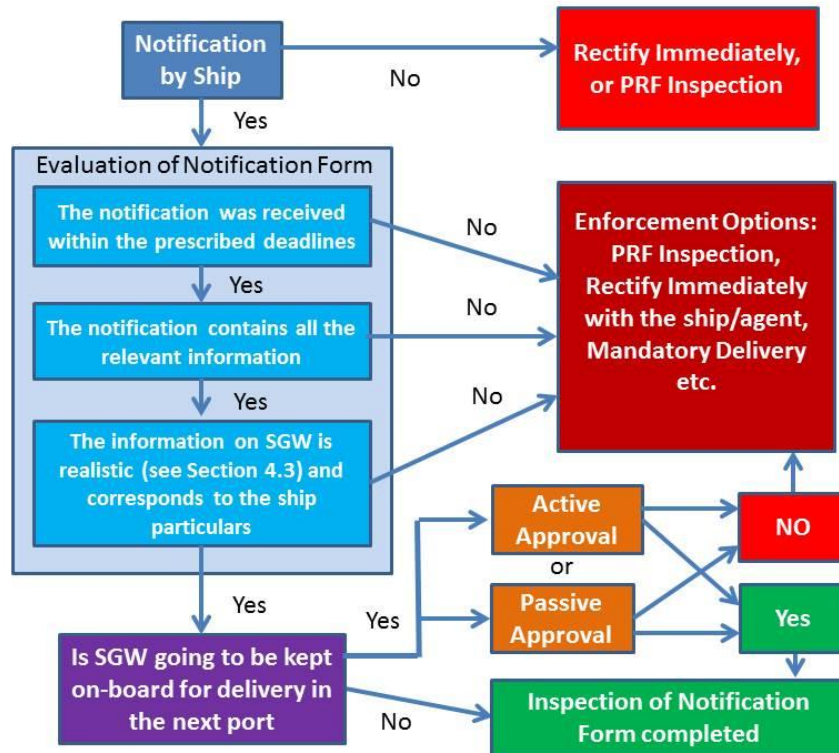 Notification
by Ship
No
Rectify Immediately,
or PRF Inspection
Yes
Evaluation of Notification Form
The notification was received
within the prescribed deadlines
No
Yes
The notification contains all the
relevant information
No
Yes
The information on SGW is
realistic (see Section 4.3) and
corresponds to the ship
particulars
No
Enforcement Options:
PRF Inspection,
Rectify Immediately
with the ship/agent,
Mandatory Delivery
etc.
Yes
Is SGW going to be kept
on-board for delivery in
the next port
Yes
Active
Approval
or
Passive
Approval
NO
Yes
No
Inspection of Notification
Form completed